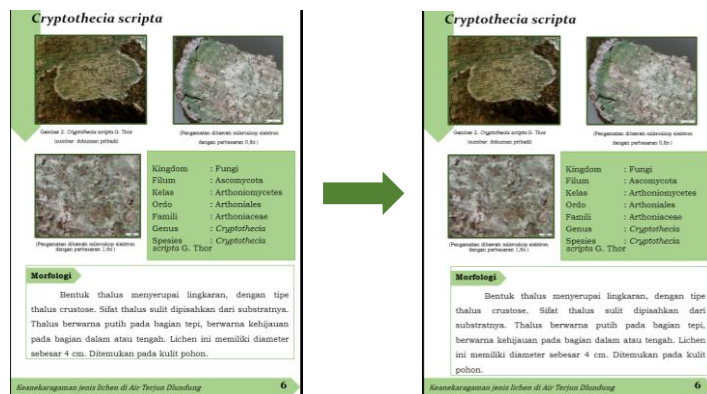 Cryptothecia scripta
Gambar 2. Cryptothecia scripta G. Thor
(sumber: dokumen pribadi)
(Pengamatan dibawah mikroskop elektron
dengan perbesaran 0,8x)
(Pengamatan dibawah mikroskop elektron
dengan perbesaran 1,6x)
Kingdom : Fungi
Filum : Ascomycota
Kelas : Arthoniomycetes
Ordo : Arthoniales
Famili : Arthoniaceae
Genus : Cryptothecia
Spesies : Cryptothecia
scripta G. Thor
Morfologi
Bentuk thalus menyerupai lingkaran, dengan tipe
thalus crustose. Sifat thalus sulit dipisahkan dari substratnya.
Thalus berwarna putih pada bagian tepi, berwarna kehijauan
pada bagian dalam atau tengah. Lichen ini memiliki diameter
sebesar 4 cm. Ditemukan pada kulit pohon.
Keanekaragaman jenis lichen di Air Terjun Dlundung 6
Cryptothecia scripta
Gambar 2. Cryptothecia scripta G. Thor
(sumber: dokumen pribadi)
(Pengamatan dibawah mikroskop elektron
dengan perbesaran 0,8x)
(Pengamatan dibawah mikroskop elektron
dengan perbesaran 1,6x)
Kingdom : Fungi
Filum : Ascomycota
Kelas : Arthoniomycetes
Ordo : Arthoniales
Famili : Arthoniaceae
Genus : Cryptothecia
Spesies : Cryptothecia
scripta G. Thor
Morfologi
Bentuk thalus menyerupai lingkaran, dengan tipe
thalus crustose. Sifat thalus sulit dipisahkan dari
substratnya. Thalus berwarna putih pada bagian tepi,
berwarna kehijauan pada bagian dalam atau tengah. Lichen
ini memiliki diameter sebesar 4 cm. Ditemukan pada kulit
pohon.
Keanekaragaman jenis lichen di Air Terjun Dlundung 6